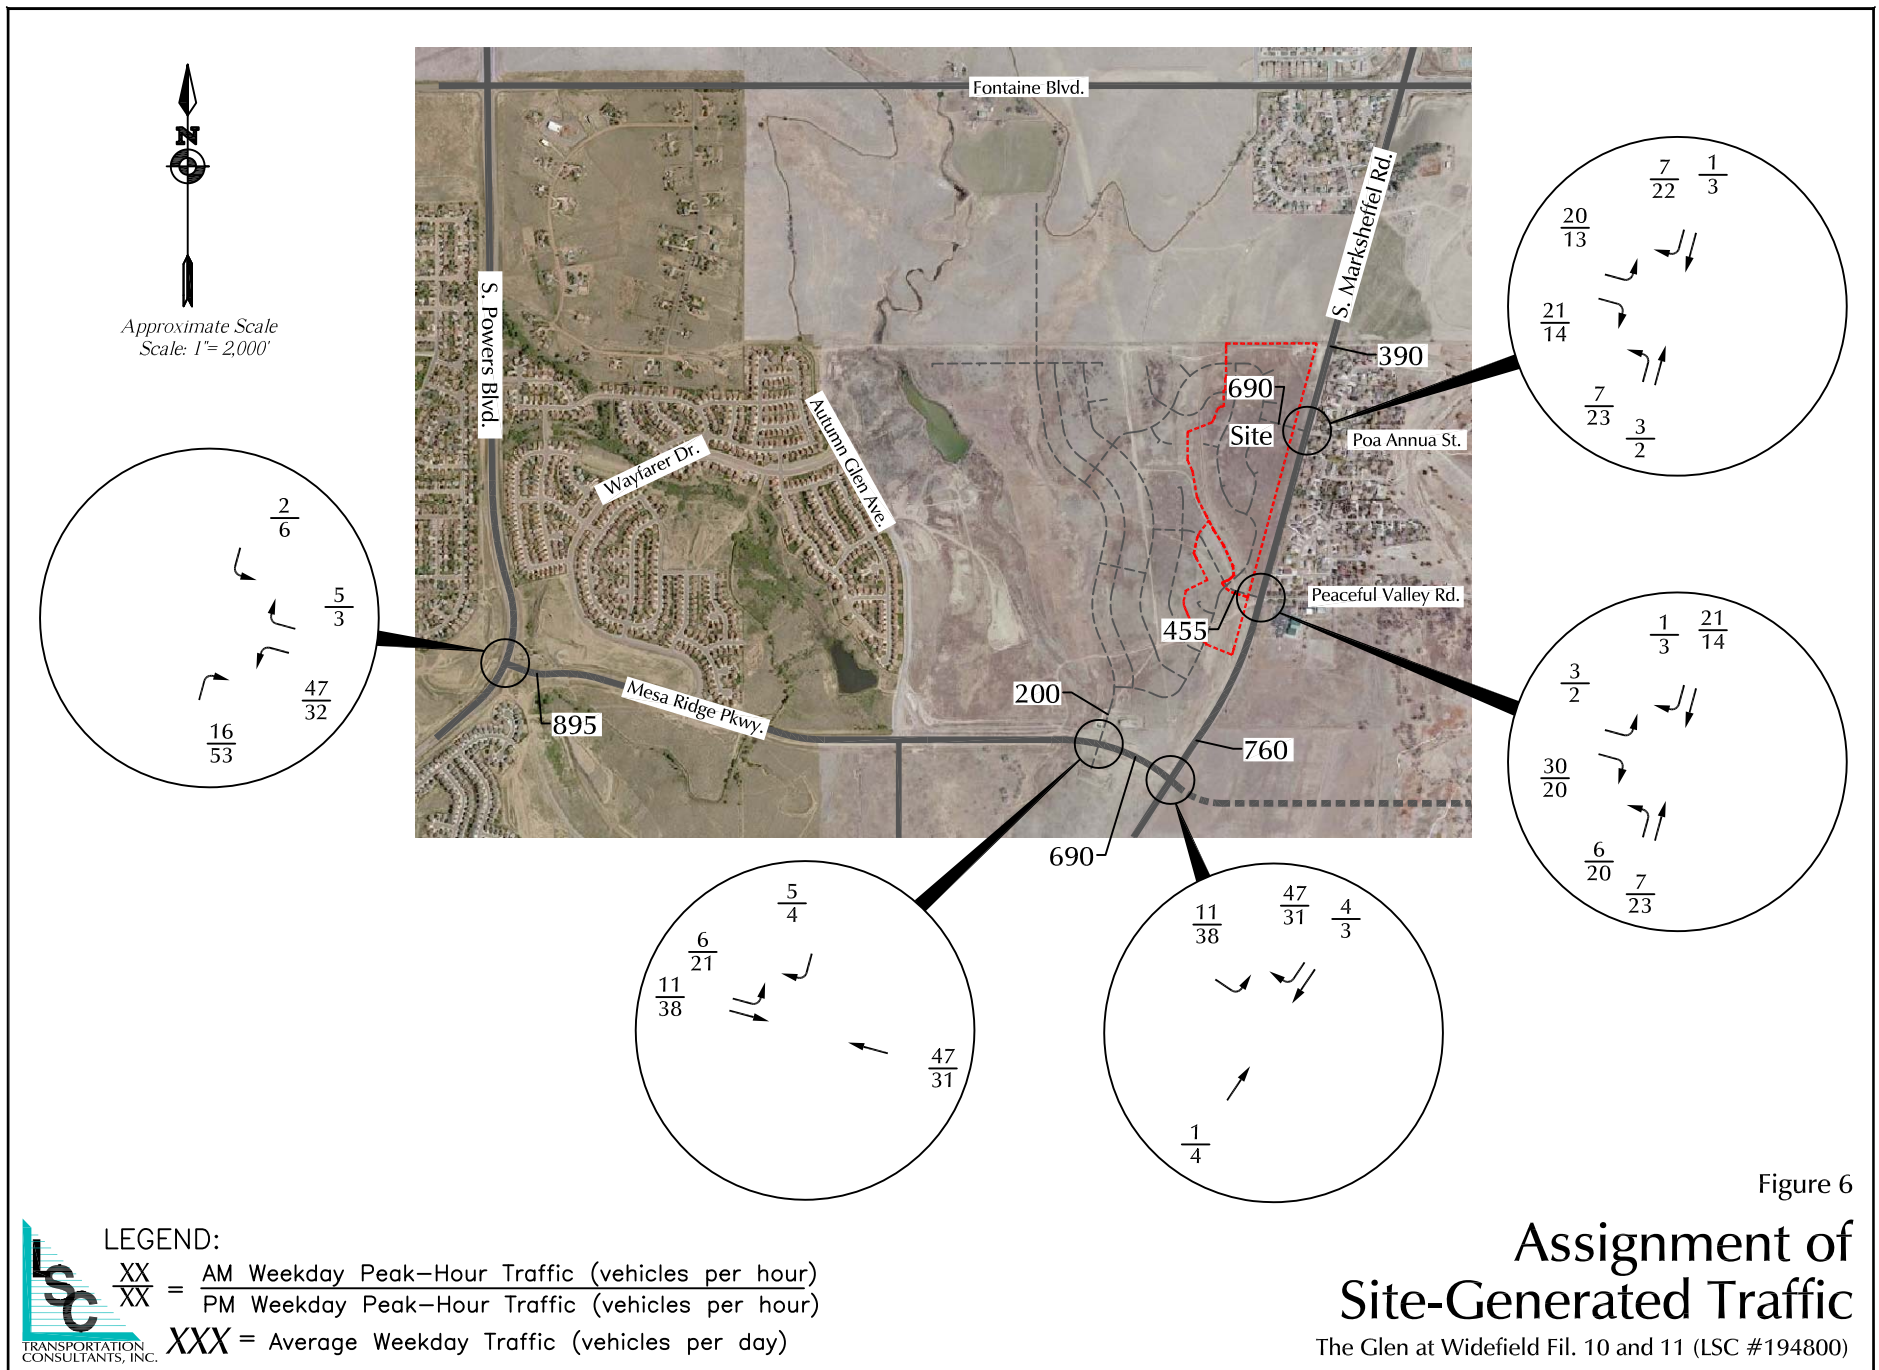 N
Approximate Scale
Scale: 1"= 2,000'
Fontaine Blvd.
S. Powers Blvd.
S. Marksheffel Rd.
Autumn Glen Ave.
Wayfarer Dr.
Mesa Ridge Pkwy.
Poa Annua St.
Peaceful Valley Rd.
Site
390
690
455
200
760
895
690
7
22
1
3
20
13
21
14
7
23
3
2
2
6
5
3
47
32
16
53
1
3
21
14
3
2
30
20
6
20
7
23
5
4
6
21
11
38
47
31
11
38
47
31
4
3
1
4
Figure 6
Assignment of
Site-Generated Traffic
The Glen at Widefield Fil. 10 and 11 (LSC #194800)
LEGEND:
XX
XX
=
AM Weekday Peak-Hour Traffic (vehicles per hour)
PM Weekday Peak-Hour Traffic (vehicles per hour)
XXX = Average Weekday Traffic (vehicles per day)
LSC
TRANSPORTATION
CONSULTANTS, INC.